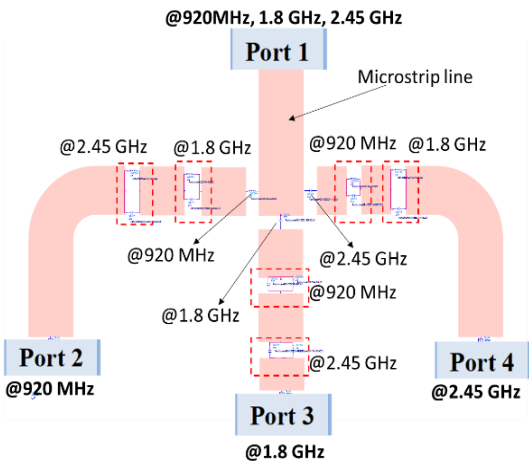 @920MHz, 1.8 GHz, 2.45 GHz
Port 1
Microstrip line
@2.45 GHz
@1.8 GHz
@920 MHz
@1.8 GHz
@920 MHz
@2.45 GHz
@920 MHz
@1.8 GHz
@2.45 GHz
Port 2
Port 3
Port 4
@920 MHz
@2.45 GHz
@1.8 GHz